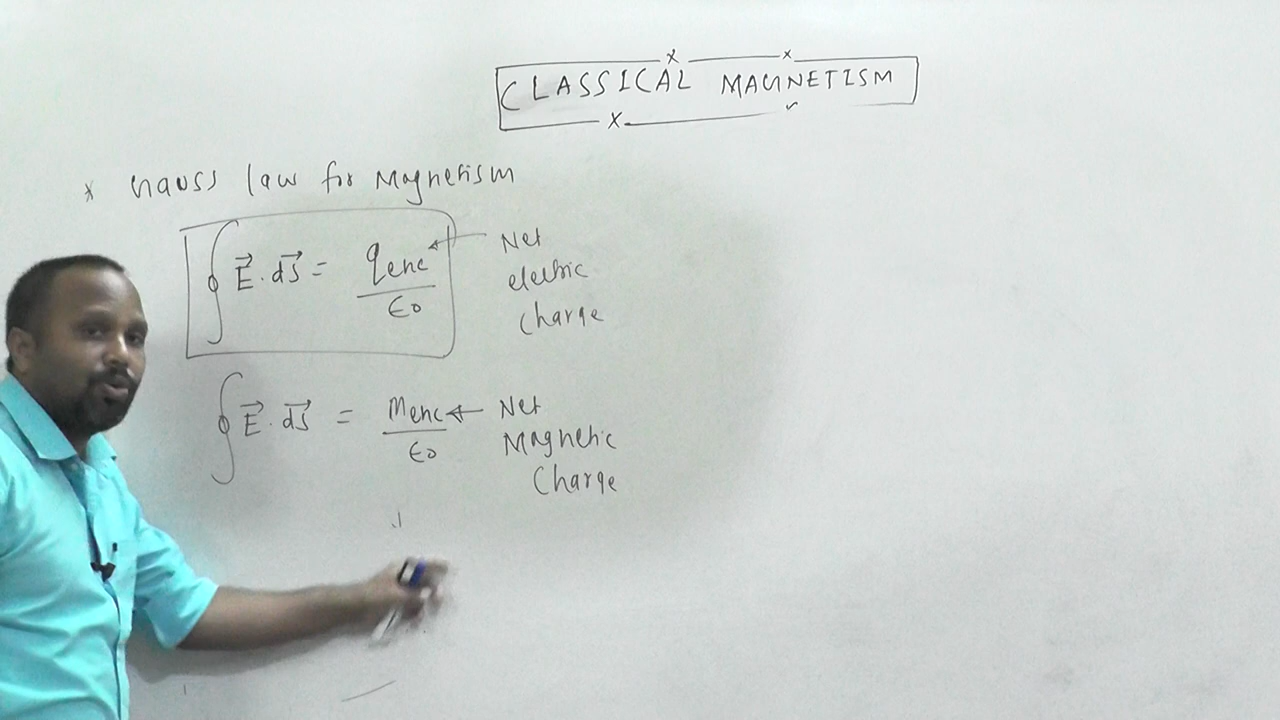 CLASSICAL MAGNETISM
* Gauss law for Magnetism
∮ E⃗ · dS⃗ = qenc / ϵ0 ← Net electric charge
∮ E⃗ · dS⃗ = Menc / ϵ0 ← Net Magnetic Charge